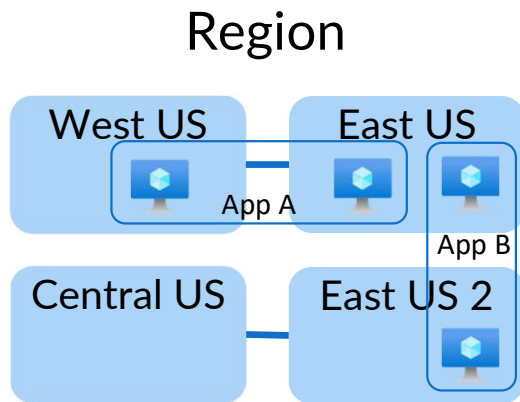 Region
West US
East US
App A
App B
Central US
East US 2